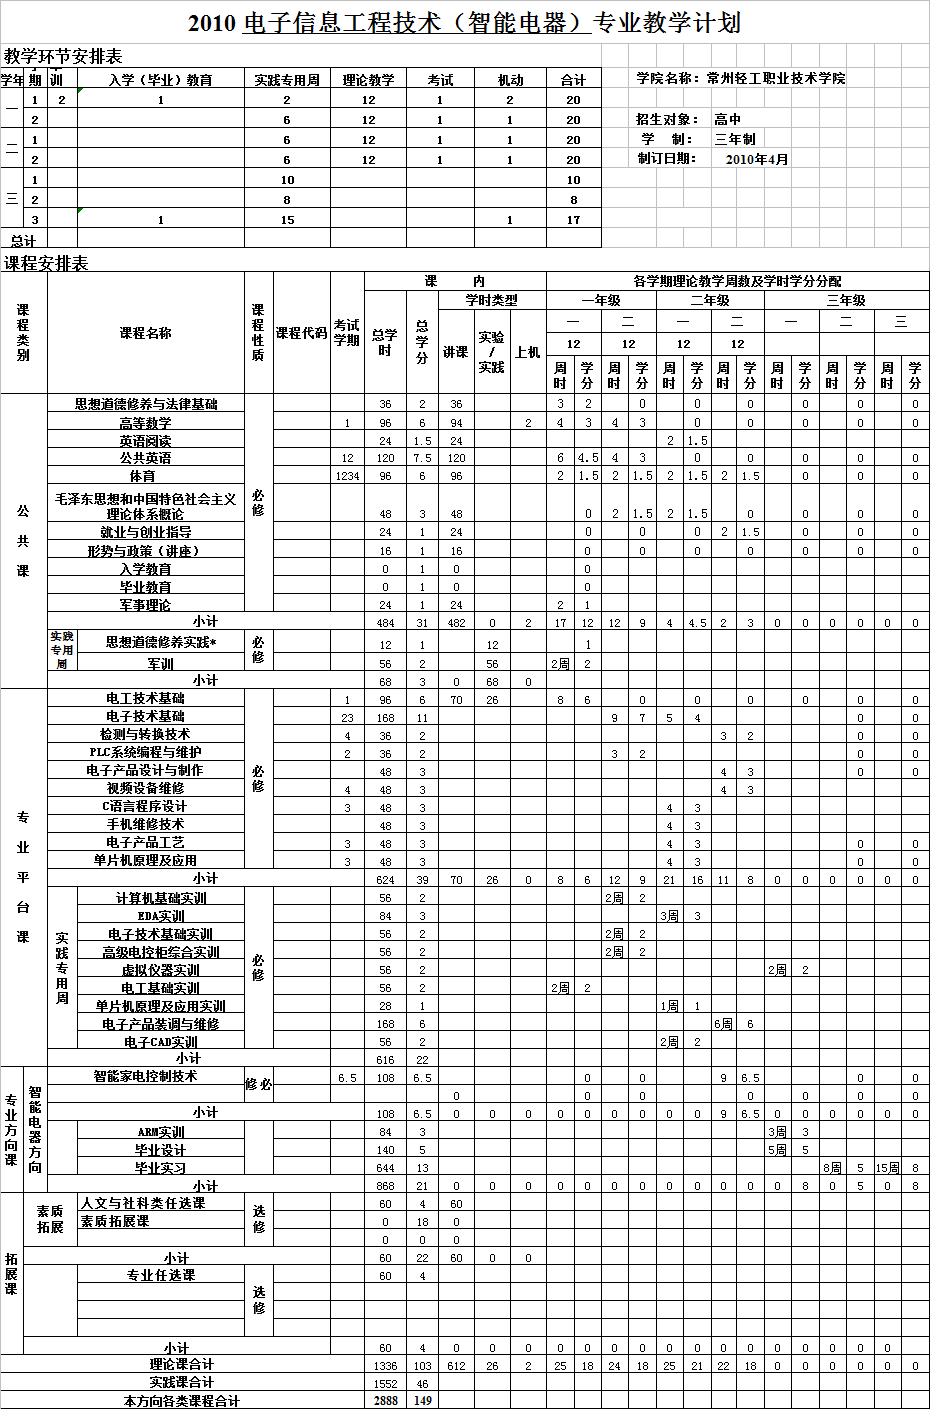 2010 电子信息工程技术（智能电器）专业教学计划
教学环节安排表
学年 期 训 入学（毕业）教育 实践专用周 理论教学 考试 机动 合计 学院名称：常州轻工职业技术学院
一 1 2 1 2 12 1 2 20
2 6 12 1 1 20 招生对象： 高中
二 1 6 12 1 1 20 学 制： 三年制
2 6 12 1 1 20 制订日期： 2010年4月
三 1 10 10
2 8 8
3 1 15 1 17
总计
课程安排表
课程类别 课程名称 课程性质 课程代码 考试学期 课 内 各学期理论教学周数及学时学分分配
总学时 总学分 学时类型 一年级 二年级 三年级
讲课 实验/实践 上机 一 二 一 二 一 二 三
12 12 12 12
周时 学分 周时 学分 周时 学分 周时 学分 周时 学分 周时 学分 周时 学分
公共课 思想道德修养与法律基础 必修 36 2 36 3 2 0 0 0 0 0 0
高等数学 1 96 6 94 2 4 3 4 3 0 0 0 0 0
英语阅读 24 1.5 24 2 1.5
公共英语 12 120 7.5 120 6 4.5 4 3 0 0 0 0 0
体育 1234 96 6 96 2 1.5 2 1.5 2 1.5 2 1.5 0 0 0
毛泽东思想和中国特色社会主义
理论体系概论 48 3 48 0 2 1.5 2 1.5 0 0 0 0
就业与创业指导 24 1 24 0 0 0 2 1.5 0 0 0
形势与政策（讲座） 16 1 16 0 0 0 0 0 0 0
入学教育 0 1 0 0
毕业教育 0 1 0 0
军事理论 24 1 24 2 1
小计 484 31 482 0 2 17 12 12 9 4 4.5 2 3 0 0 0 0 0 0
实践专用周 思想道德修养实践* 必修 12 1 12 1
军训 56 2 56 2周 2
小计 68 3 0 68 0
专业平台课 电工技术基础 必修 1 96 6 70 26 8 6 0 0 0 0 0 0
电子技术基础 23 168 11 9 7 5 4 0 0
检测与转换技术 4 36 2 3 2 0 0
PLC系统编程与维护 2 36 2 3 2 0 0
电子产品设计与制作 48 3 4 3 0 0
视频设备维修 4 48 3 4 3
C语言程序设计 3 48 3 4 3
手机维修技术 48 3 4 3
电子产品工艺 3 48 3 4 3 0 0
单片机原理及应用 3 48 3 4 3 0 0
小计 624 39 70 26 0 8 6 12 9 21 16 11 8 0 0 0 0 0 0
实践专用周 计算机基础实训 必修 56 2 2周 2
EDA实训 84 3 3周 3
电子技术基础实训 56 2 2周 2
高级电控柜综合实训 56 2 2周 2
虚拟仪器实训 56 2 2周 2
电工基础实训 56 2 2周 2
单片机原理及应用实训 28 1 1周 1
电子产品装调与维修 168 6 6周 6
电子CAD实训 56 2 2周 2
小计 616 22
专业方向课 智能电器方向 智能家电控制技术 修必 6.5 108 6.5 0 0 9 6.5 0 0
0 0 0 0 0 0 0
小计 108 6.5 0 0 0 0 0 0 0 0 0 9 6.5 0 0 0 0 0 0
ARM实训 84 3 3周 3
毕业设计 140 5 5周 5
毕业实习 644 13 8周 5 15周 8
小计 868 21 0 0 0 0 0 0 0 0 0 0 0 0 8 0 5 0 8
拓展课 素质拓展 人文与社科类任选课 选修 60 4 60
素质拓展课 0 18 0
0 0 0
小计 60 22 60 0 0
专业任选课 选修 60 4
小计 60 4 0 0 0 0 0 0 0 0 0 0 0 0 0 0 0 0
理论课合计 1336 103 612 26 2 25 18 24 18 25 21 22 18 0 0 0 0 0 0
实践课合计 1552 46
本方向各类课程合计 2888 149